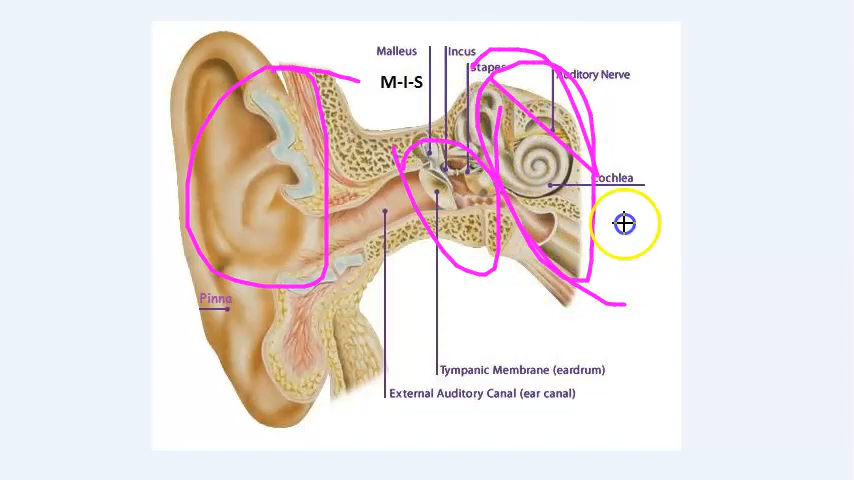 Malleus
Incus
Stapes
M-I-S
Auditory Nerve
Cochlea
Pinna
Tympanic Membrane (eardrum)
External Auditory Canal (ear canal)